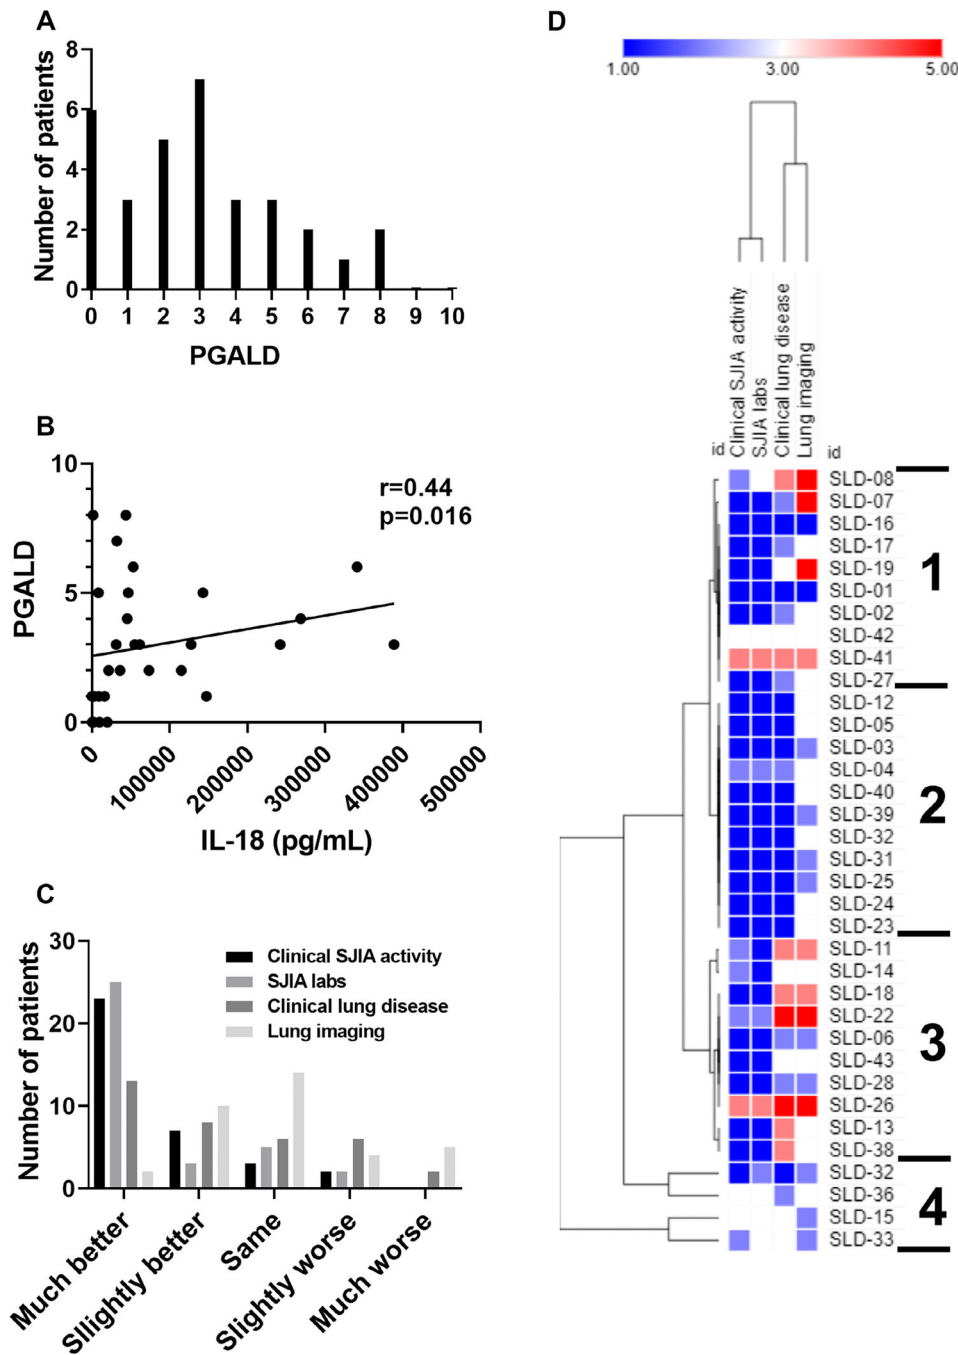 A
Number of patients
8
6
4
2
0
0 1 2 3 4 5 6 7 8 9 10
PGALD
B
PGALD
10
5
0
r=0.44
p=0.016
0 100000 200000 300000 400000 500000
IL-18 (pg/mL)
C
Number of patients
30
20
10
0
Clinical SJIA activity
SJIA labs
Clinical lung disease
Lung imaging
Much better
Sllightly better
Same
Slightly worse
Much worse
D
1.00 3.00 5.00
id Clinical SJIA activity SJIA labs Clinical lung disease Lung imaging id
SLD-08
SLD-07
SLD-16
SLD-17
SLD-19
SLD-01
SLD-02
SLD-42
SLD-41
SLD-27
1
SLD-12
SLD-05
SLD-03
SLD-04
SLD-40
SLD-39
SLD-32
SLD-31
SLD-25
SLD-24
SLD-23
2
SLD-11
SLD-14
SLD-18
SLD-22
SLD-06
SLD-43
SLD-28
SLD-26
SLD-13
SLD-38
3
SLD-32
SLD-36
SLD-15
SLD-33
4